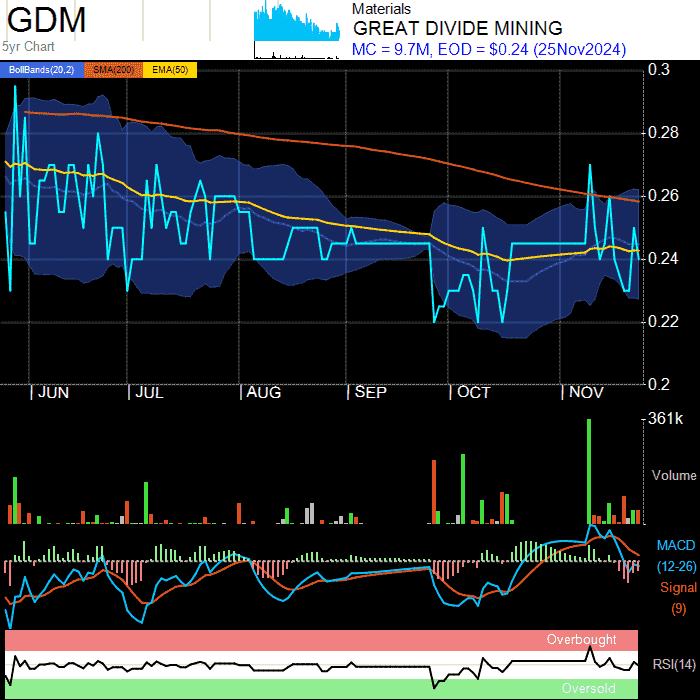 GDM
5yr Chart
Materials
GREAT DIVIDE MINING
MC = 9.7M, EOD = $0.24 (25Nov2024)
BollBands(20,2) SMA(200) EMA(50)
0.3
0.28
0.26
0.24
0.22
0.2
JUN JUL AUG SEP OCT NOV
361k
Volume
MACD
(12-26)
Signal
(9)
Overbought
RSI(14)
Oversold